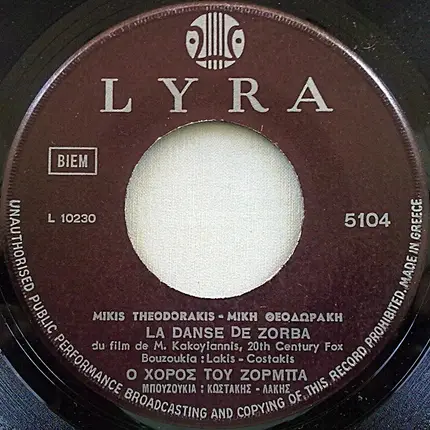 LYRA
BIEM
L 10230
5104
MIKIS THEODORAKIS - ΜΙΚΗ ΘΕΟΔΩΡΑΚΗ
LA DANSE DE ZORBA
du film de M. Kakoyiannis, 20th Century Fox
Bouzoukia : Lakis - Costakis
Ο ΧΟΡΟΣ ΤΟΥ ΖΟΡΜΠΑ
ΜΠΟΥΖΟΥΚΙΑ : ΚΩΣΤΑΚΗΣ - ΛΑΚΗΣ
UNAUTHORISED PUBLIC PERFORMANCE BROADCASTING AND COPYING OF THIS RECORD PROHIBITED. MADE IN GREECE